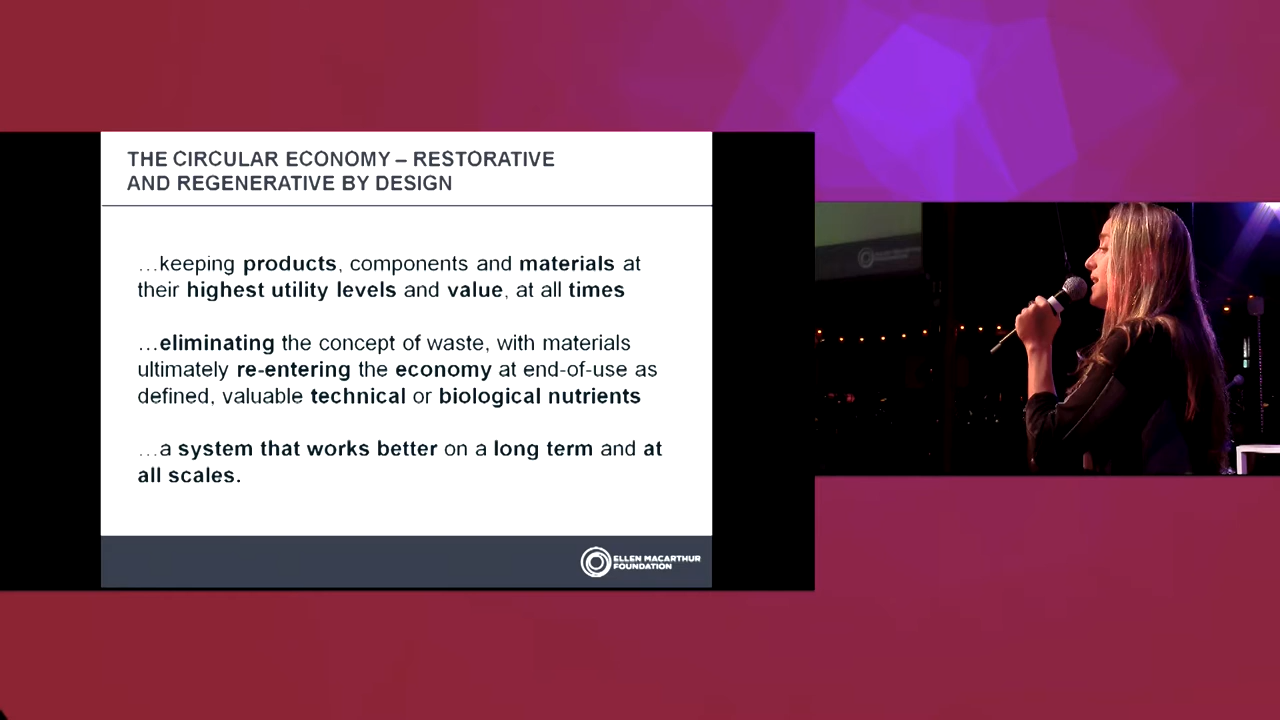 THE CIRCULAR ECONOMY – RESTORATIVE
AND REGENERATIVE BY DESIGN
…keeping products, components and materials at
their highest utility levels and value, at all times
…eliminating the concept of waste, with materials
ultimately re-entering the economy at end-of-use as
defined, valuable technical or biological nutrients
…a system that works better on a long term and at
all scales.
ELLEN MACARTHUR
FOUNDATION
ELLEN MACARTHUR
FOUNDATION